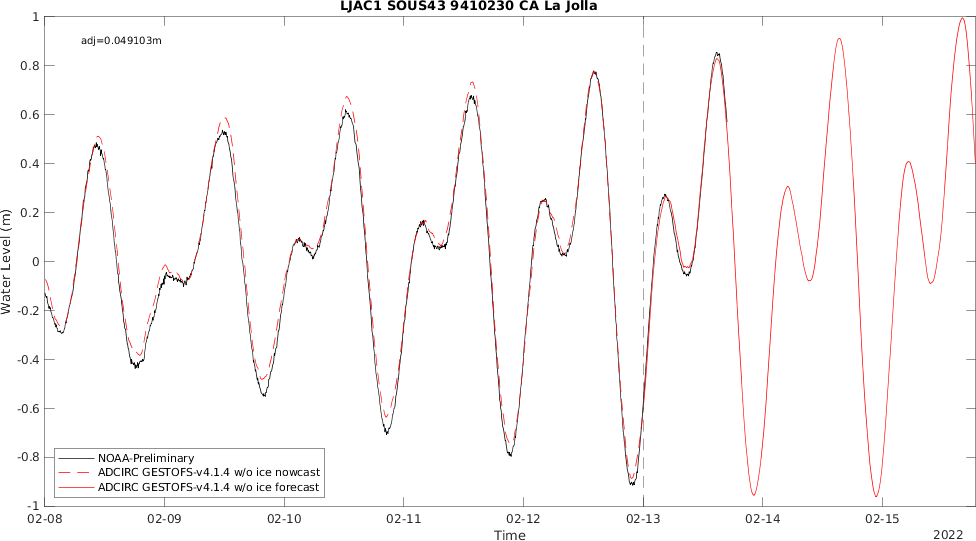 LJAC1 SOUS43 9410230 CA La Jolla
adj=0.049103m
1
0.8
0.6
0.4
0.2
0
-0.2
-0.4
-0.6
-0.8
-1
Water Level (m)
NOAA-Preliminary
ADCIRC GESTOFS-v4.1.4 w/o ice nowcast
ADCIRC GESTOFS-v4.1.4 w/o ice forecast
02-08 02-09 02-10 02-11 02-12 02-13 02-14 02-15
Time
2022